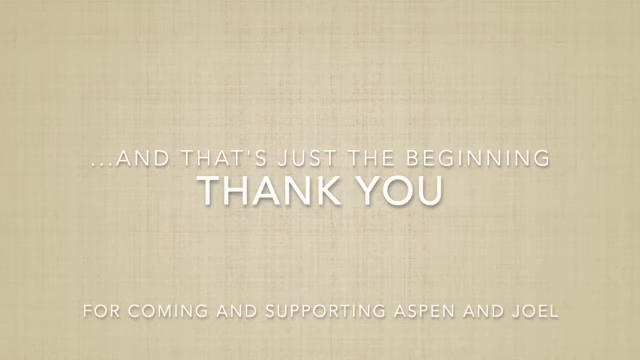 ...AND THAT'S JUST THE BEGINNING
THANK YOU
FOR COMING AND SUPPORTING ASPEN AND JOEL